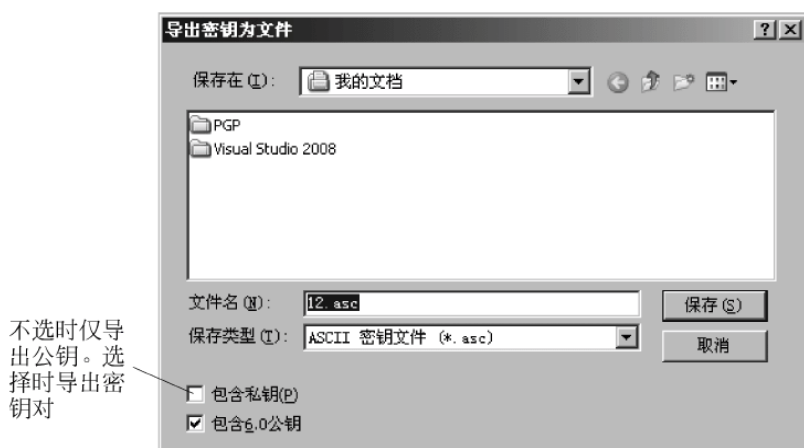 导出密钥为文件
保存在(I):
我的文档
PGP
Visual Studio 2008
文件名(N):
12.asc
保存(S)
保存类型(T):
ASCII 密钥文件 (*.asc)
取消
不选时仅导
出公钥。选
择时导出密
钥对
包含私钥(P)
包含6.0公钥